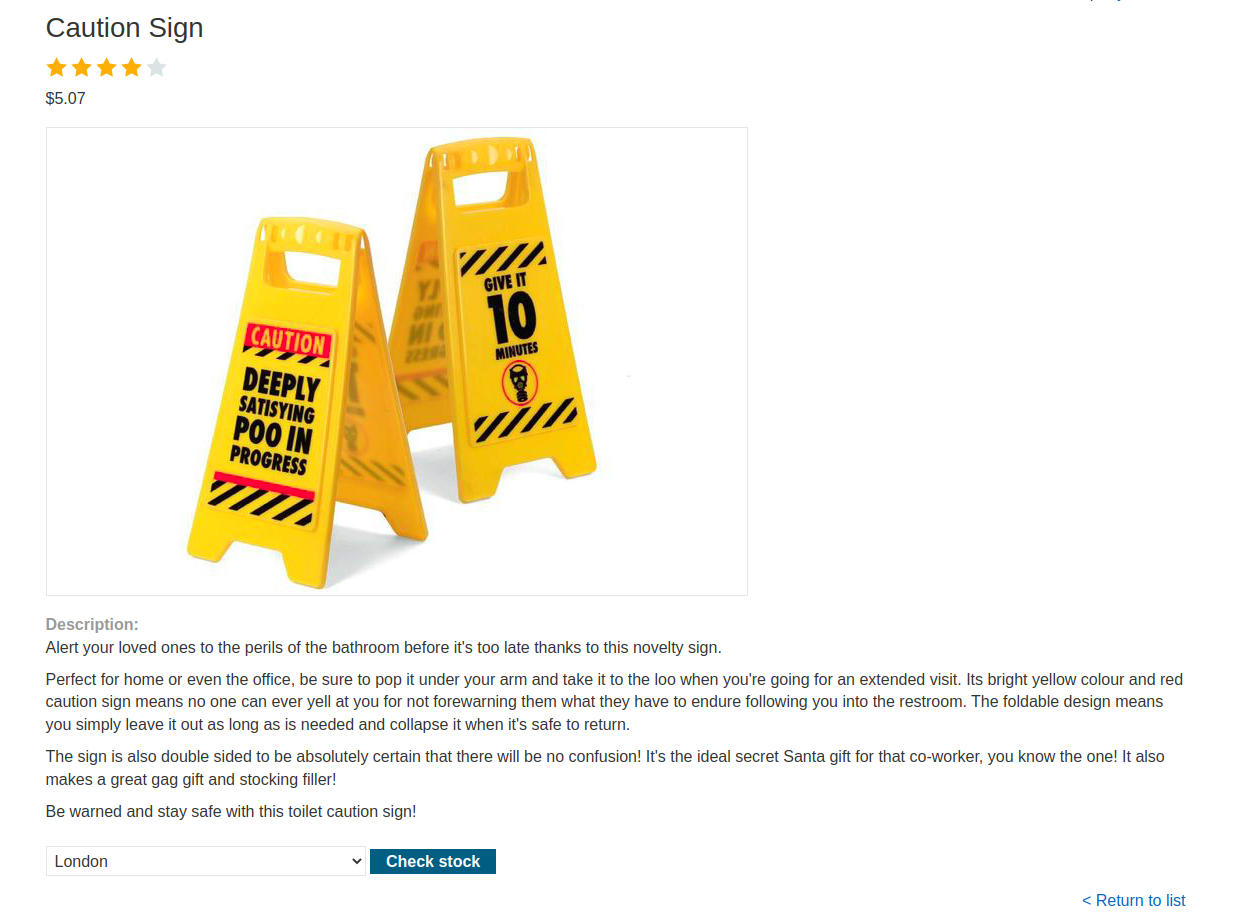 Caution Sign
$5.07
CAUTION
DEEPLY
SATISYING
POO IN
PROGRESS
GIVE IT
10
MINUTES
Description:
Alert your loved ones to the perils of the bathroom before it's too late thanks to this novelty sign.
Perfect for home or even the office, be sure to pop it under your arm and take it to the loo when you're going for an extended visit. Its bright yellow colour and red
caution sign means no one can ever yell at you for not forewarning them what they have to endure following you into the restroom. The foldable design means
you simply leave it out as long as is needed and collapse it when it's safe to return.
The sign is also double sided to be absolutely certain that there will be no confusion! It's the ideal secret Santa gift for that co-worker, you know the one! It also
makes a great gag gift and stocking filler!
Be warned and stay safe with this toilet caution sign!
London
Check stock
< Return to list